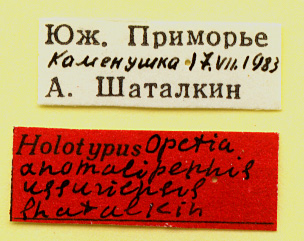 Юж. Приморье
Каменушка 17.VII.1983
А. Шаталкин
Holotypus Opetia
anomalipennis
ussuriensis
Shatalkin